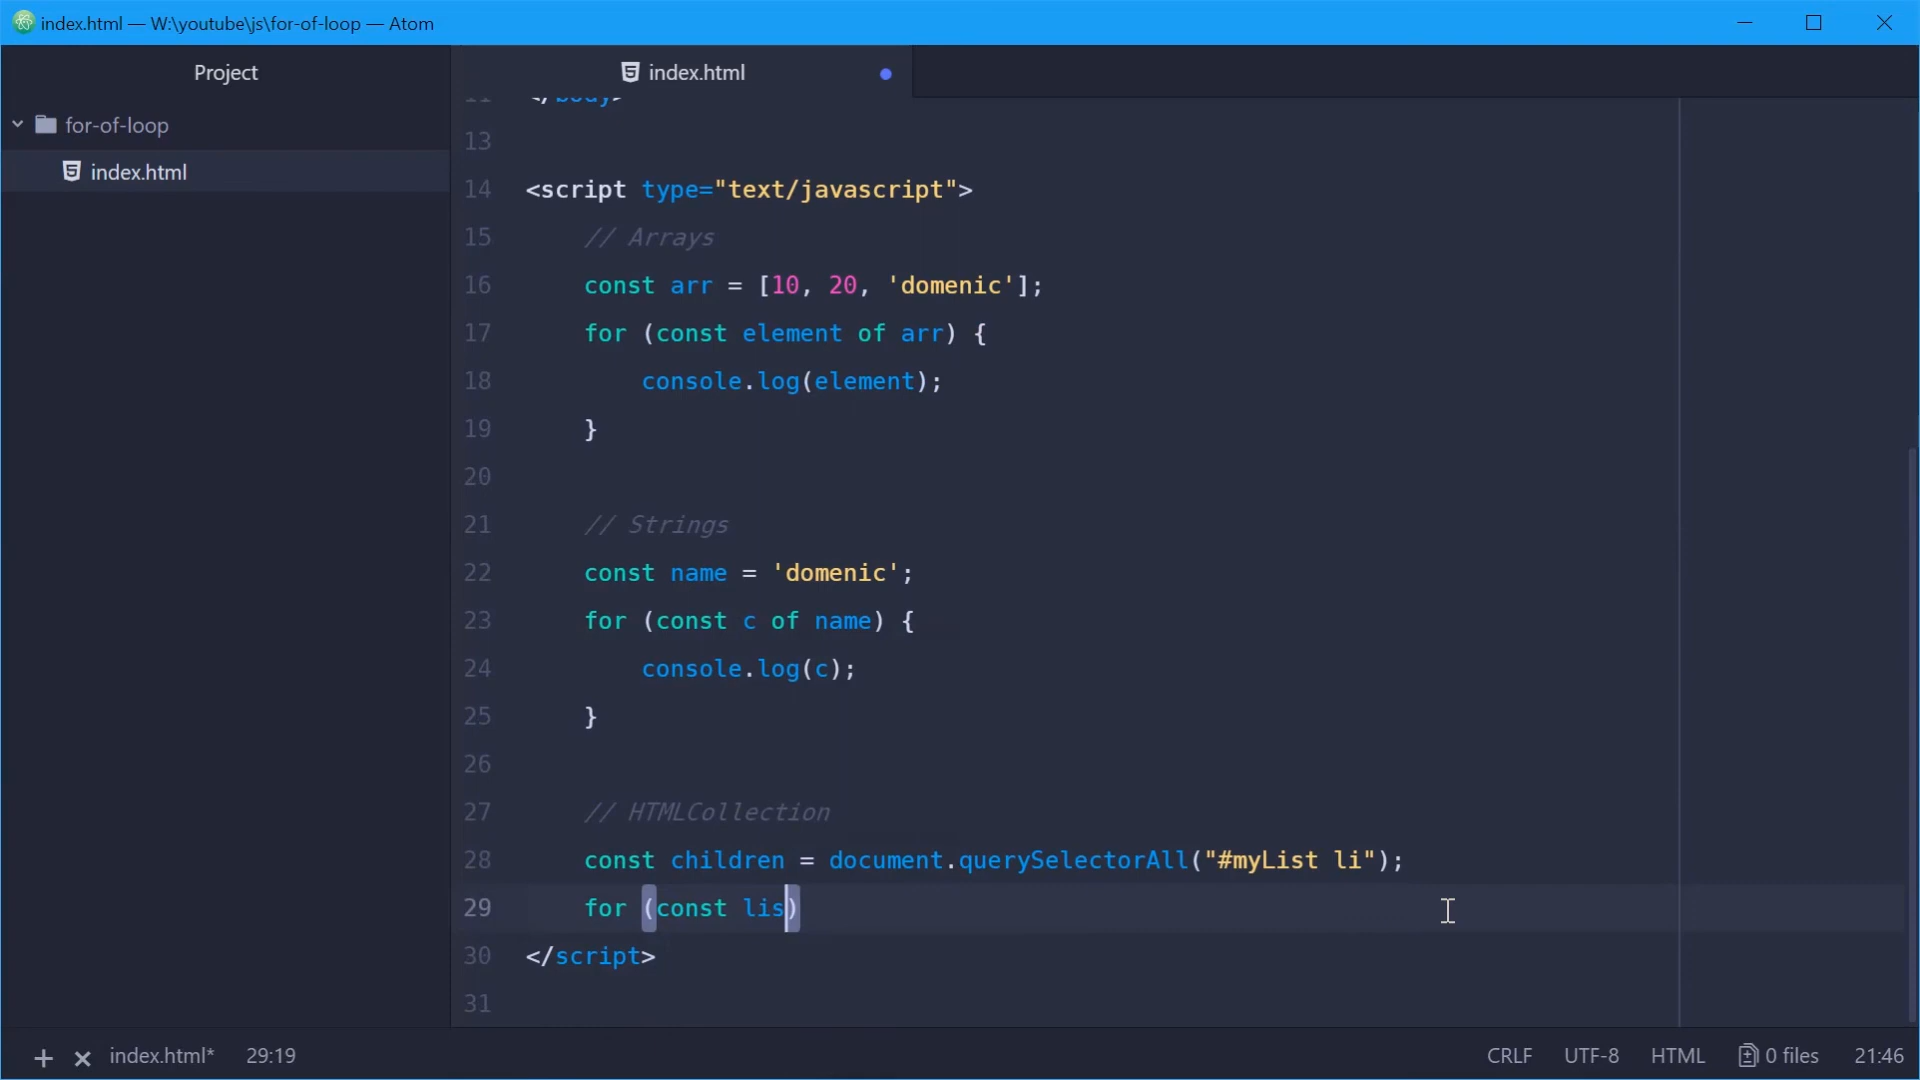 index.html — W:\youtube\js\for-of-loop — Atom
Project
index.html
for-of-loop
index.html
</body>
13
14 <script type="text/javascript">
15 // Arrays
16 const arr = [10, 20, 'domenic'];
17 for (const element of arr) {
18 console.log(element);
19 }
20
21 // Strings
22 const name = 'domenic';
23 for (const c of name) {
24 console.log(c);
25 }
26
27 // HTMLCollection
28 const children = document.querySelectorAll("#myList li");
29 for (const lis)
30 </script>
31
index.html* 29:19 CRLF UTF-8 HTML 0 files 21:46